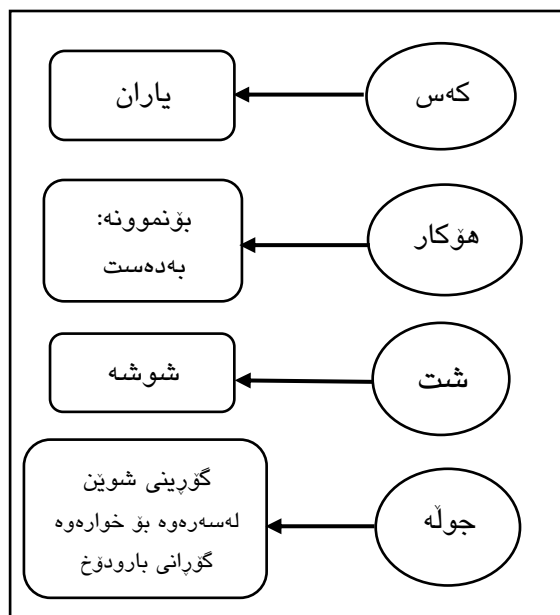 کەس
یاران
هۆکار
بۆنموونە:
بەدەست
شت
شوشە
جوڵە
گۆڕینی شوێن
لەسەرەوە بۆ خوارەوە
گۆڕانی بارودۆخ